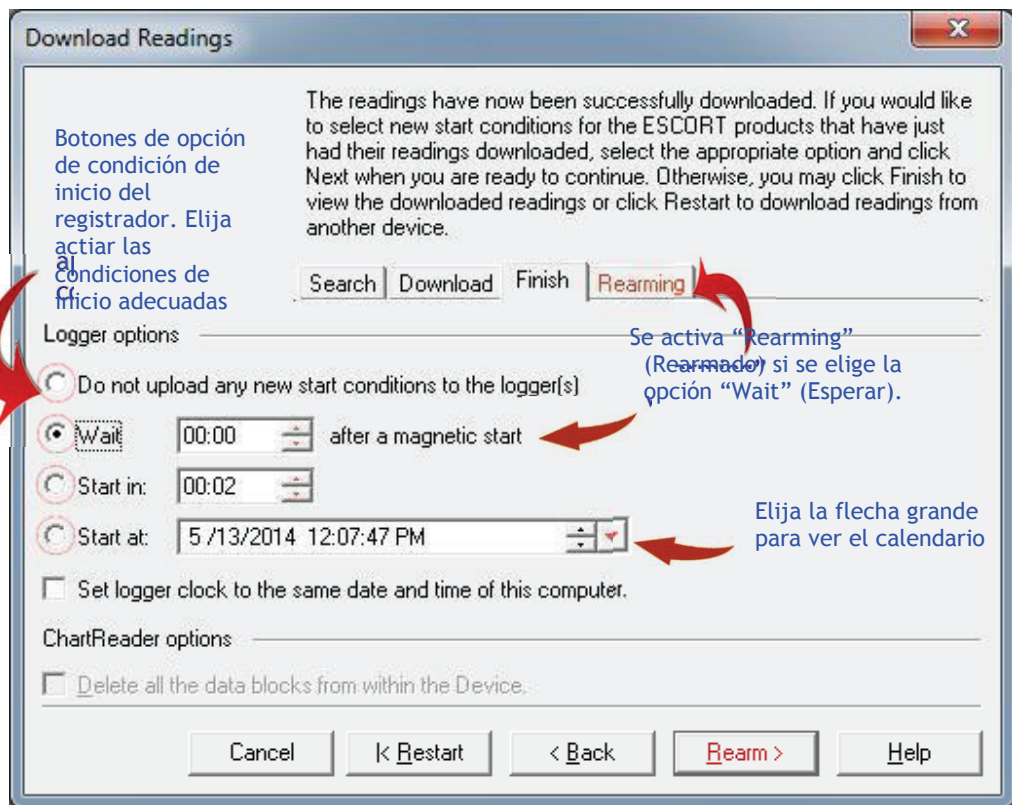 Download Readings
The readings have now been successfully downloaded. If you would like
to select new start conditions for the ESCORT products that have just
had their readings downloaded, select the appropriate option and click
Next when you are ready to continue. Otherwise, you may click Finish to
view the downloaded readings or click Restart to download readings from
another device.
Botones de opción
de condición de
inicio del
registrador. Elija
actiar las
condiciones de
inicio adecuadas
Search Download Finish Rearming
Logger options
Se activa “Rearming”
(Rearmado) si se elige la
opción “Wait” (Esperar).
Do not upload any new start conditions to the logger(s)
Wait 00:00 after a magnetic start
Start in: 00:02
Start at: 5 /13/2014 12:07:47 PM
Elija la flecha grande
para ver el calendario
Set logger clock to the same date and time of this computer.
ChartReader options
Delete all the data blocks from within the Device.
Cancel |< Restart < Back Rearm > Help